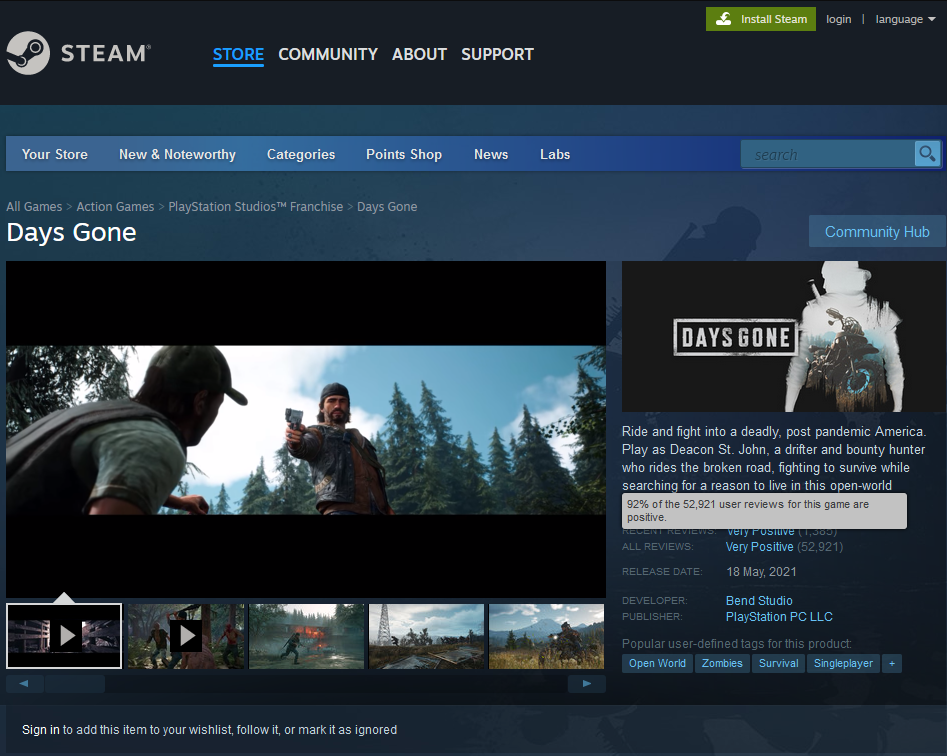 Install Steam
login | language
STEAM®
STORE COMMUNITY ABOUT SUPPORT
Your Store New & Noteworthy Categories Points Shop News Labs
search
All Games > Action Games > PlayStation Studios™ Franchise > Days Gone
Days Gone
Community Hub
DAYS GONE
Ride and fight into a deadly, post pandemic America.
Play as Deacon St. John, a drifter and bounty hunter
who rides the broken road, fighting to survive while
searching for a reason to live in this open-world
92% of the 52,921 user reviews for this game are
positive.
RECENT REVIEWS: Very Positive (1,385)
ALL REVIEWS: Very Positive (52,921)
RELEASE DATE: 18 May, 2021
DEVELOPER: Bend Studio
PUBLISHER: PlayStation PC LLC
Popular user-defined tags for this product:
Open World Zombies Survival Singleplayer +
Sign in to add this item to your wishlist, follow it, or mark it as ignored